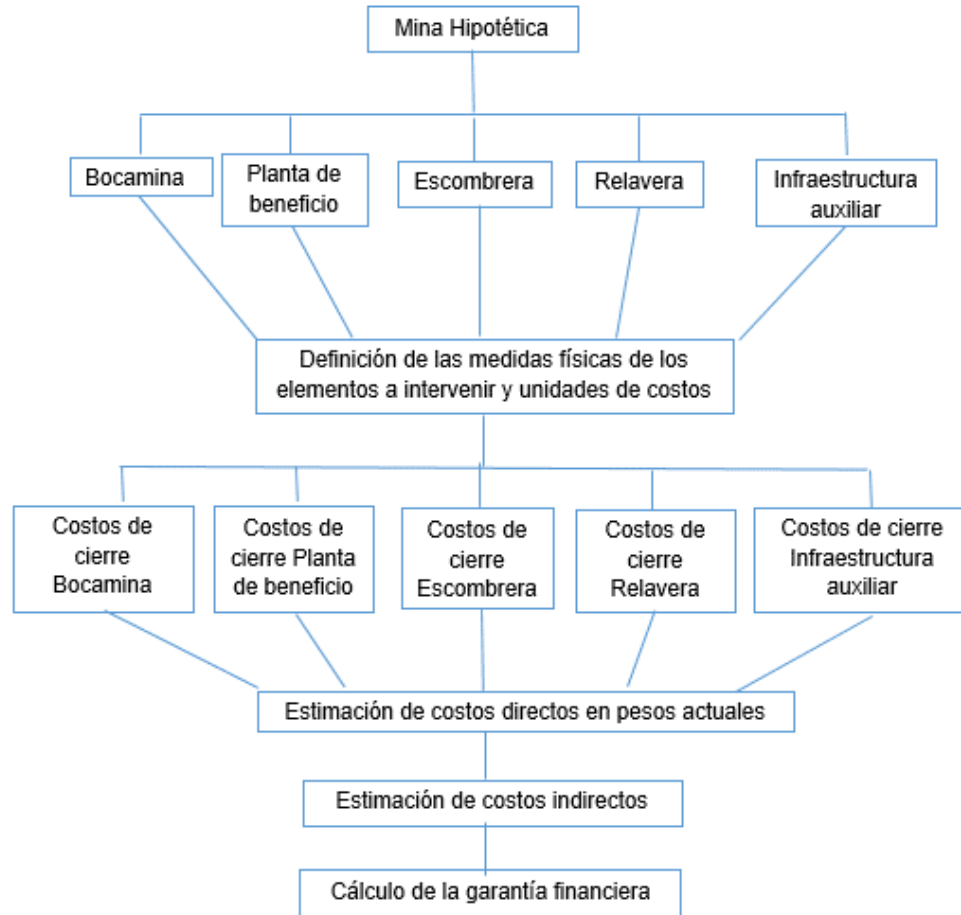 Mina Hipotética
Bocamina
Planta de
beneficio
Escombrera
Relavera
Infraestructura
auxiliar
Definición de las medidas físicas de los
elementos a intervenir y unidades de costos
Costos de
cierre
Bocamina
Costos de
cierre Planta
de beneficio
Costos de
cierre
Escombrera
Costos de
cierre
Relavera
Costos de cierre
Infraestructura
auxiliar
Estimación de costos directos en pesos actuales
Estimación de costos indirectos
Cálculo de la garantía financiera